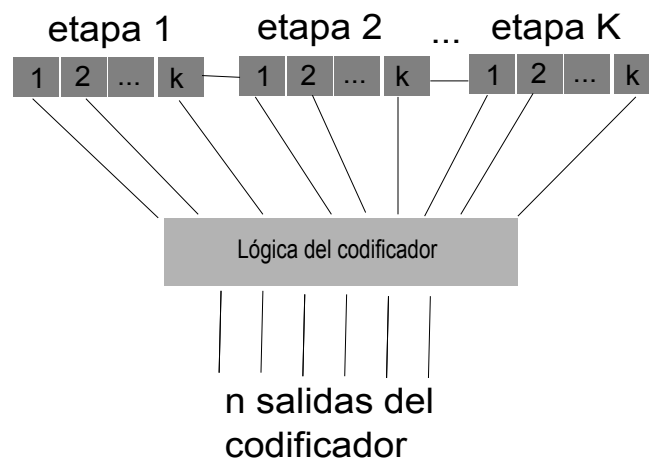 etapa 1 etapa 2 ... etapa K
1 2 ... k 1 2 ... k 1 2 ... k
Lógica del codificador
n salidas del
codificador